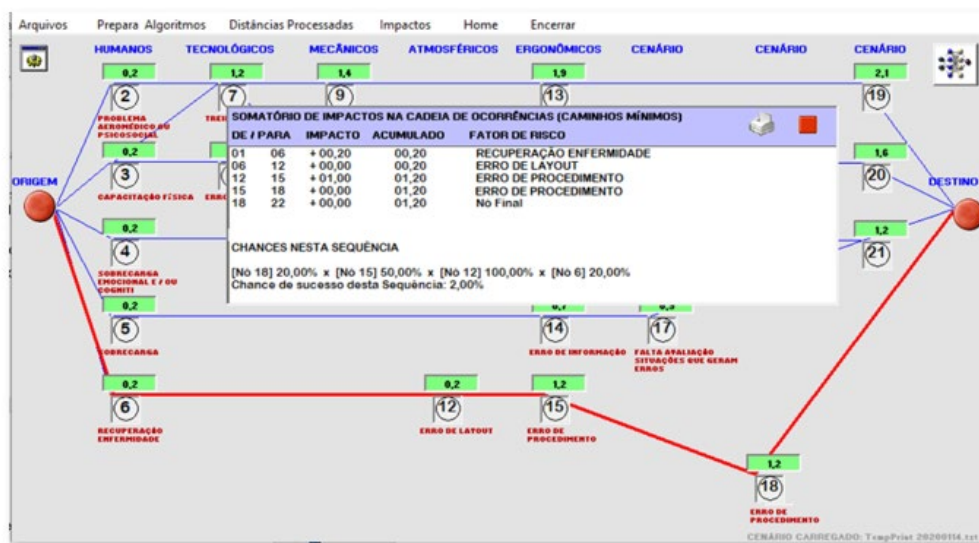 Arquivos Prepara Algoritmos Distâncias Processadas Impactos Home Encerrar
HUMANOS TECNOLÓGICOS MECÂNICOS ATMOSFÉRICOS ERGONÔMICOS CENÁRIO CENÁRIO CENÁRIO
0,2 1,2 1,4 1,9 2,1
2 7 9 13 19
PROBLEMA
AEROMÉDICO OU
PSICOSOCIAL
SOMATÓRIO DE IMPACTOS NA CADEIA DE OCORRÊNCIAS (CAMINHOS MÍNIMOS)
DE / PARA IMPACTO ACUMULADO FATOR DE RISCO
01 06 + 00,20 00,20 RECUPERAÇÃO ENFERMIDADE
06 12 + 00,00 00,20 ERRO DE LAYOUT
12 15 + 01,00 01,20 ERRO DE PROCEDIMENTO
15 18 + 00,00 01,20 ERRO DE PROCEDIMENTO
18 22 + 00,00 01,20 Nó Final
CHANCES NESTA SEQUÊNCIA
[Nó 18] 20,00% x [Nó 15] 50,00% x [Nó 12] 100,00% x [Nó 6] 20,00%
Chance de sucesso desta Sequência: 2,00%
0,2 1,6
3 20
ORIGEM DESTINO
CAPACITAÇÃO FÍSICA
0,2 1,2
4 21
SOBRECARGA
EMOCIONAL E / OU
COGNITI
0,2
5 14 17
SOBRECARGA ERRO DE INFORMAÇÃO FALTA AVALIAÇÃO
SITUAÇÕES QUE GERAM
ERROS
0,2 0,2 1,2
6 12 15
RECUPERAÇÃO
ENFERMIDADE
ERRO DE LAYOUT
ERRO DE
PROCEDIMENTO
1,2
18
ERRO DE
PROCEDIMENTO
CENÁRIO CARREGADO: TempPrint 20200114.txt